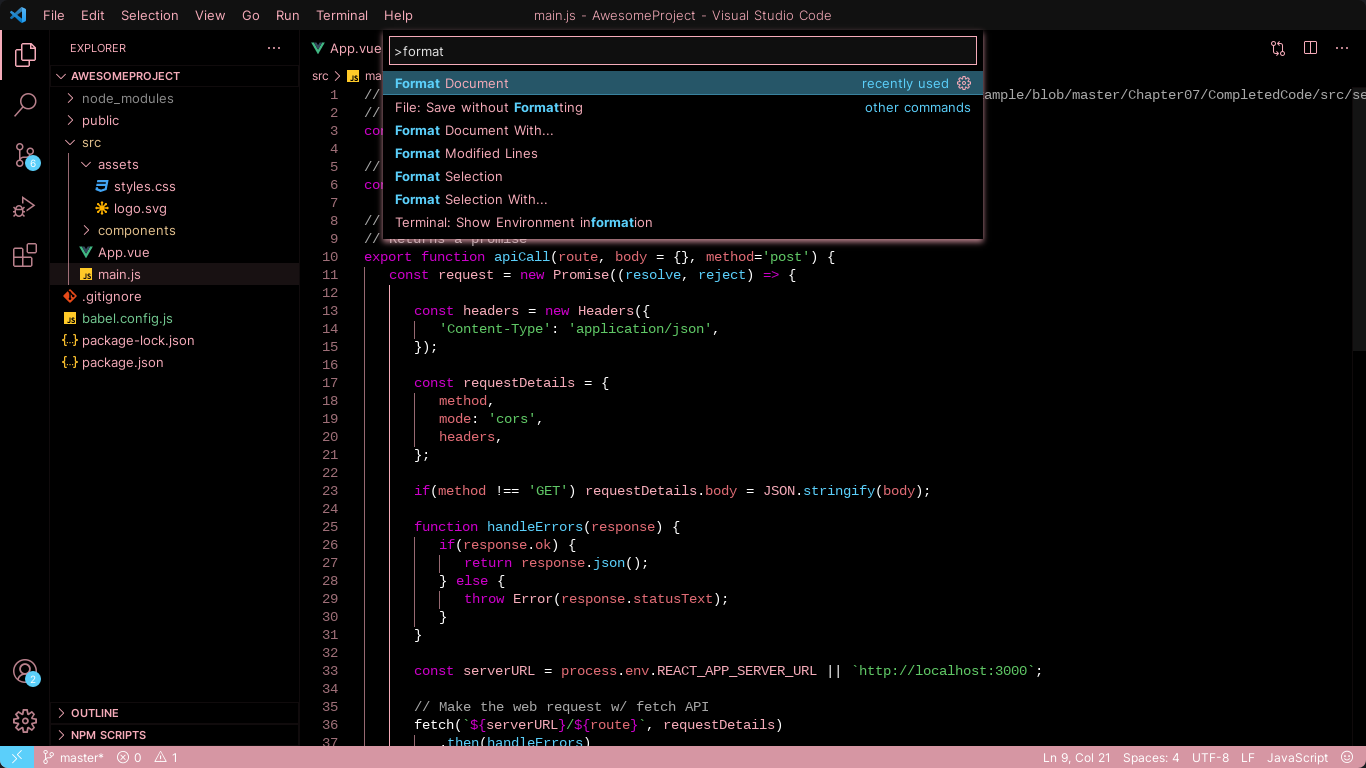 File Edit Selection View Go Run Terminal Help
main.js - AwesomeProject - Visual Studio Code
EXPLORER
AWESOMEPROJECT
node_modules
public
src
assets
styles.css
logo.svg
components
App.vue
main.js
.gitignore
babel.config.js
package-lock.json
package.json
OUTLINE
NPM SCRIPTS
6
2
App.vue
src
>format
Format Document recently used
File: Save without Formatting other commands
Format Document With...
Format Modified Lines
Format Selection
Format Selection With...
Terminal: Show Environment information
1 // ample/blob/master/Chapter07/CompletedCode/src/se
2 //
3
4
5 //
6
7
8 //
9 // Returns a promise
10 export function apiCall(route, body = {}, method='post') {
11 const request = new Promise((resolve, reject) => {
12
13 const headers = new Headers({
14 'Content-Type': 'application/json',
15 });
16
17 const requestDetails = {
18 method,
19 mode: 'cors',
20 headers,
21 };
22
23 if(method !== 'GET') requestDetails.body = JSON.stringify(body);
24
25 function handleErrors(response) {
26 if(response.ok) {
27 return response.json();
28 } else {
29 throw Error(response.statusText);
30 }
31 }
32
33 const serverURL = process.env.REACT_APP_SERVER_URL || `http://localhost:3000`;
34
35 // Make the web request w/ fetch API
36 fetch(`${serverURL}/${route}`, requestDetails)
37 .then(handleErrors)
master* 0 1 Ln 9, Col 21 Spaces: 4 UTF-8 LF JavaScript